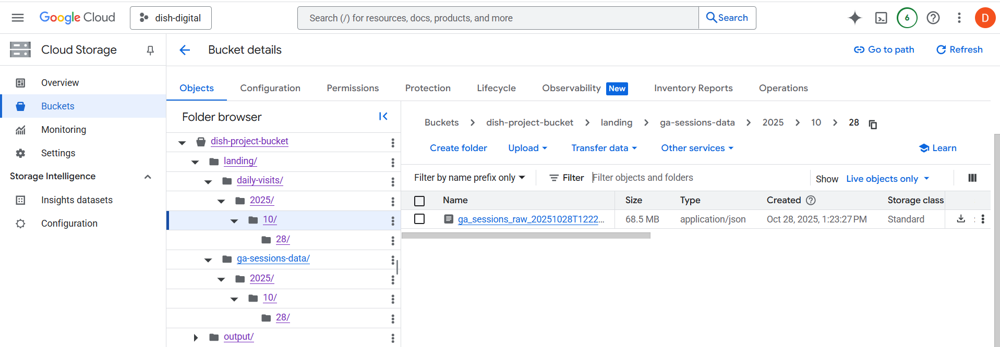 Google Cloud
dish-digital
Search (/) for resources, docs, products, and more
Search
6
D
Cloud Storage
Bucket details
Go to path
Refresh
Overview
Buckets
Monitoring
Settings
Storage Intelligence
Insights datasets
Configuration
Objects
Configuration
Permissions
Protection
Lifecycle
Observability New
Inventory Reports
Operations
Folder browser
dish-project-bucket
landing/
daily-visits/
2025/
10/
28/
ga-sessions-data/
2025/
10/
28/
output/
Buckets > dish-project-bucket > landing > ga-sessions-data > 2025 > 10 > 28
Create folder
Upload
Transfer data
Other services
Learn
Filter by name prefix only
Filter
Filter objects and folders
Show
Live objects only
Name Size Type Created Storage class
ga_sessions_raw_20251028T1222... 68.5 MB application/json Oct 28, 2025, 1:23:27 PM Standard